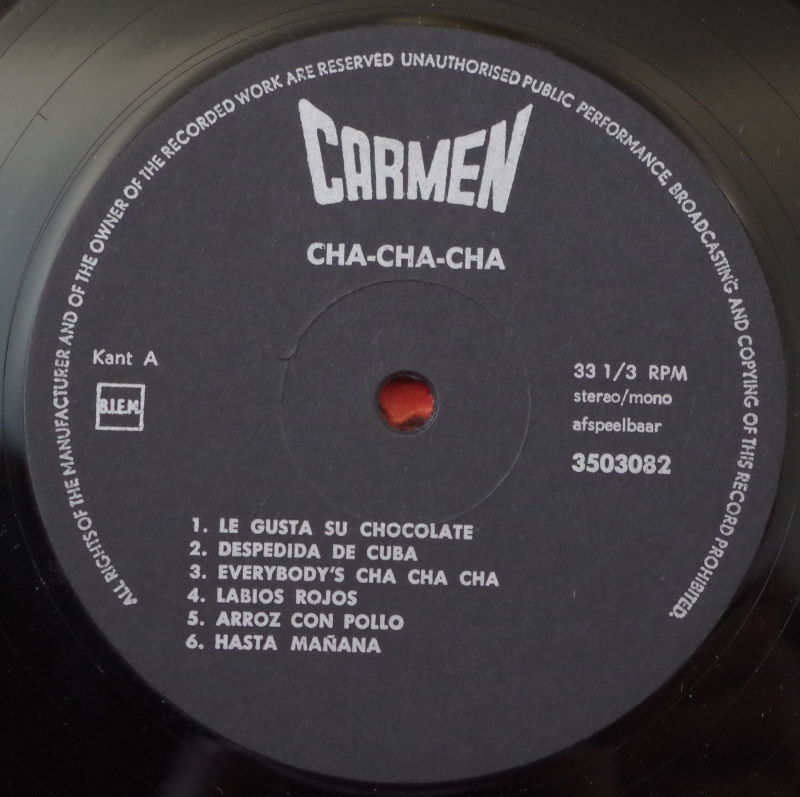 ALL RIGHTS OF THE MANUFACTURER AND OF THE OWNER OF THE RECORDED WORK ARE RESERVED UNAUTHORISED PUBLIC PERFORMANCE, BROADCASTING AND COPYING OF THIS RECORD PROHIBITED.
CARMEN
CHA-CHA-CHA
Kant A
B.I.E.M.
33 1/3 RPM
stereo/mono
afspeelbaar
3503082
1. LE GUSTA SU CHOCOLATE
2. DESPEDIDA DE CUBA
3. EVERYBODY'S CHA CHA CHA
4. LABIOS ROJOS
5. ARROZ CON POLLO
6. HASTA MAÑANA